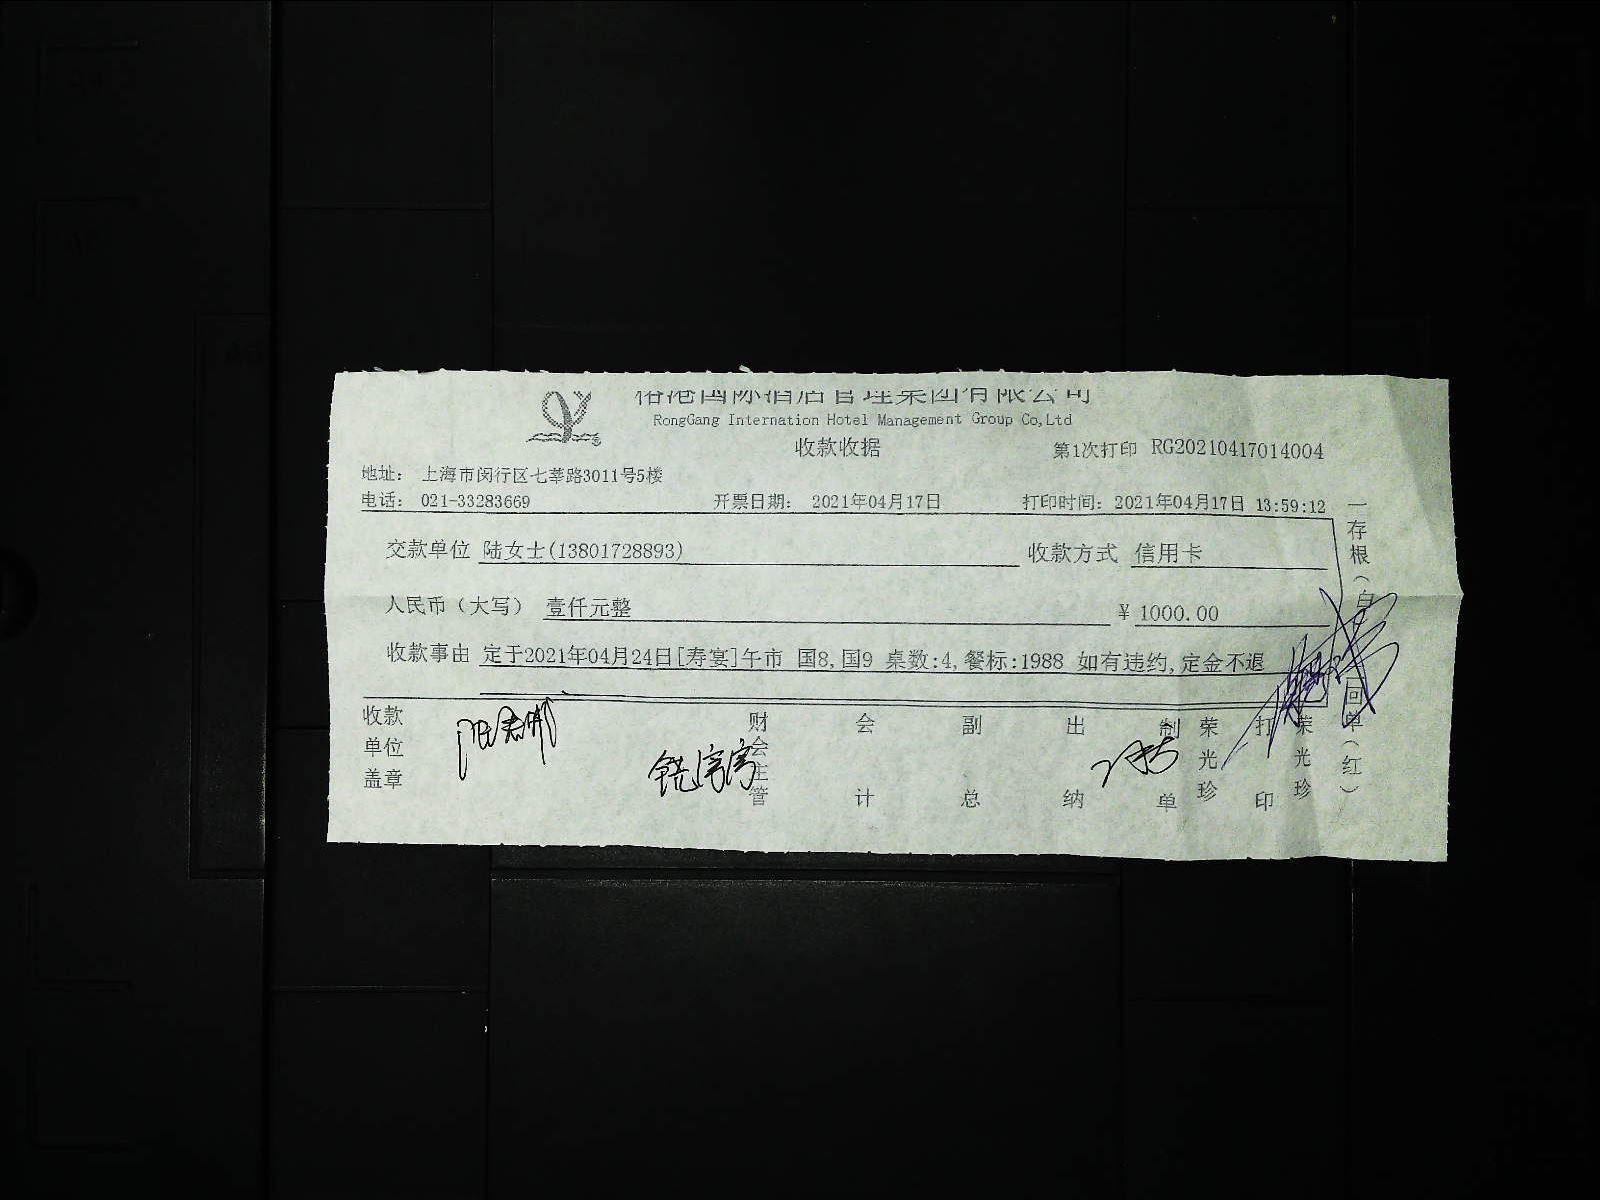 港国际酒店管理集团有限公司
RongGang Internation Hotel Management Group Co,Ltd
收款收据
第1次打印 RG20210417014004
地址： 上海市闵行区七莘路3011号5楼
电话： 021-33283669 开票日期： 2021年04月17日 打印时间：2021年04月17日 13:59:12
交款单位 陆女士(13801728893) 收款方式 信用卡
人民币（大写） 壹仟元整 ￥ 1000.00
收款事由 定于2021年04月24日[寿宴]午市 国8,国9 桌数:4,餐标:1988 如有违约,定金不退
收款单位盖章 财会主管 会计 副总 出纳 制单 荣光珍 打印 荣光珍
一存根（白 回单（红）